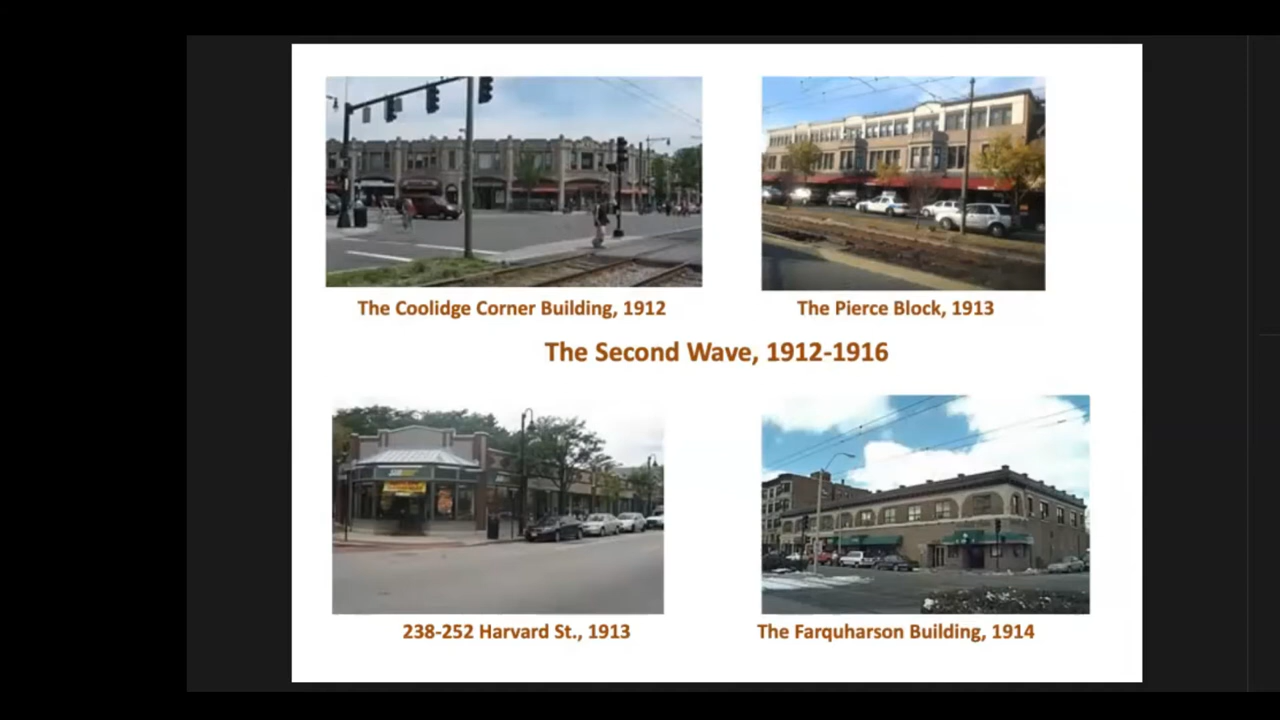 The Coolidge Corner Building, 1912
The Pierce Block, 1913
The Second Wave, 1912-1916
238-252 Harvard St., 1913
The Farquharson Building, 1914